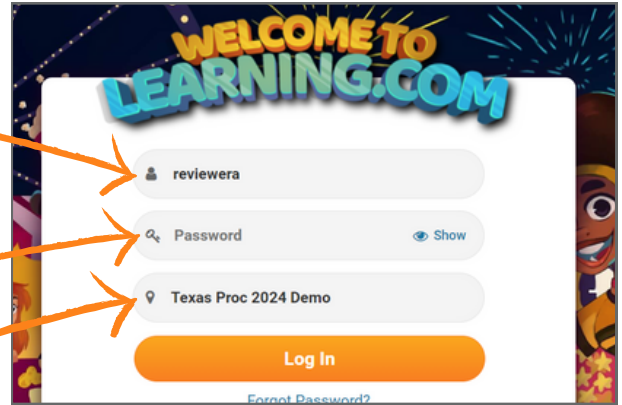 WELCOME TO
LEARNING.COM
reviewera
Password Show
Texas Proc 2024 Demo
Log In
Forgot Password?